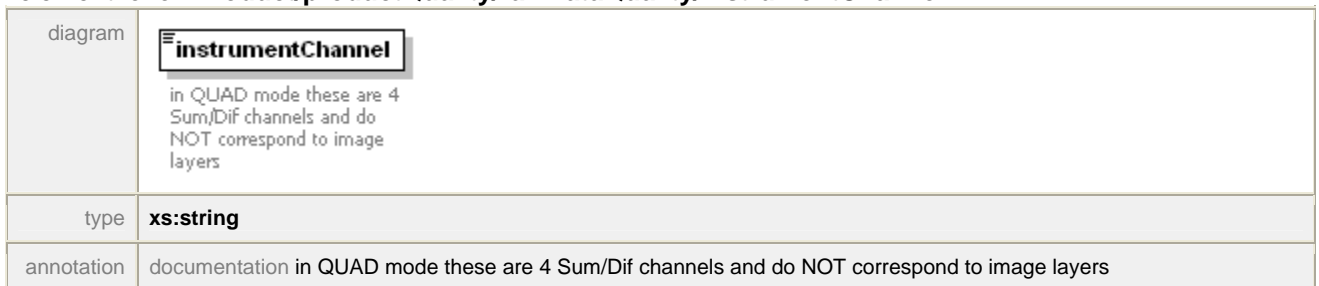 diagram
instrumentChannel
in QUAD mode these are 4
Sum/Dif channels and do
NOT correspond to image
layers
type xs:string
annotation documentation in QUAD mode these are 4 Sum/Dif channels and do NOT correspond to image layers